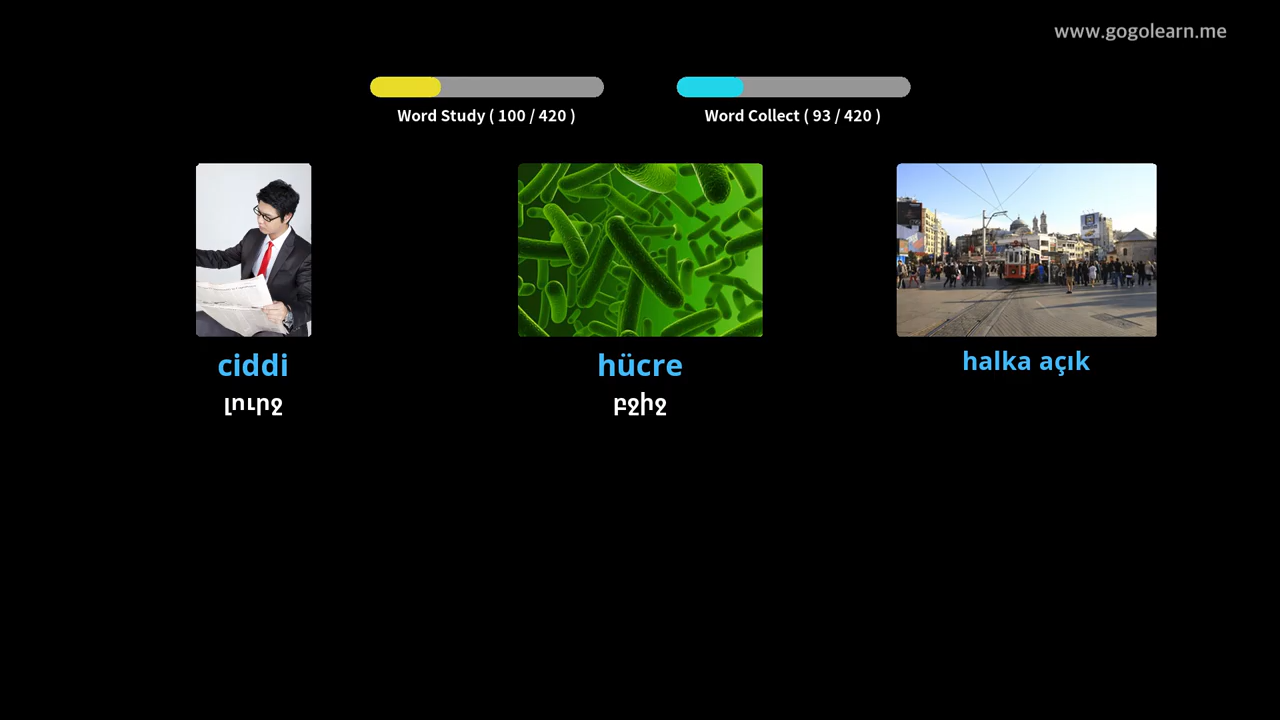 www.gogolearn.me
Word Study ( 100 / 420 )
Word Collect ( 93 / 420 )
ciddi
hücre
halka açık
լուրջ
բջիջ